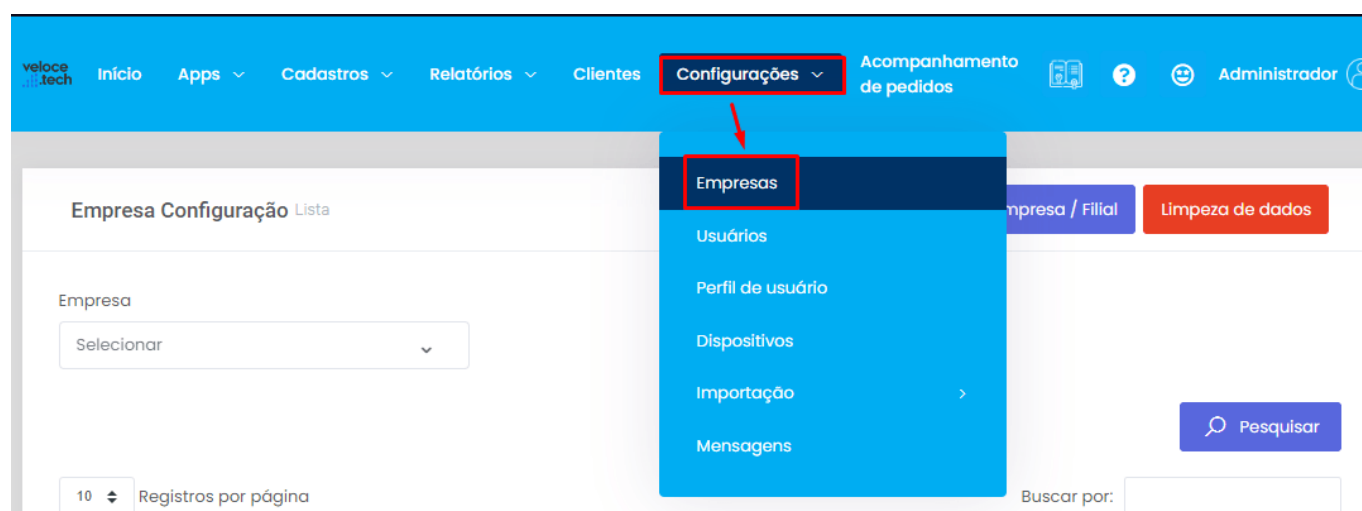 veloce
.tech
Início
Apps
Cadastros
Relatórios
Clientes
Configurações
Acompanhamento
de pedidos
?
Administrador
Empresas
Usuários
Perfil de usuário
Dispositivos
Importação
Mensagens
Empresa Configuração Lista
mpresa / Filial
Limpeza de dados
Empresa
Selecionar
Pesquisar
10 Registros por página
Buscar por: